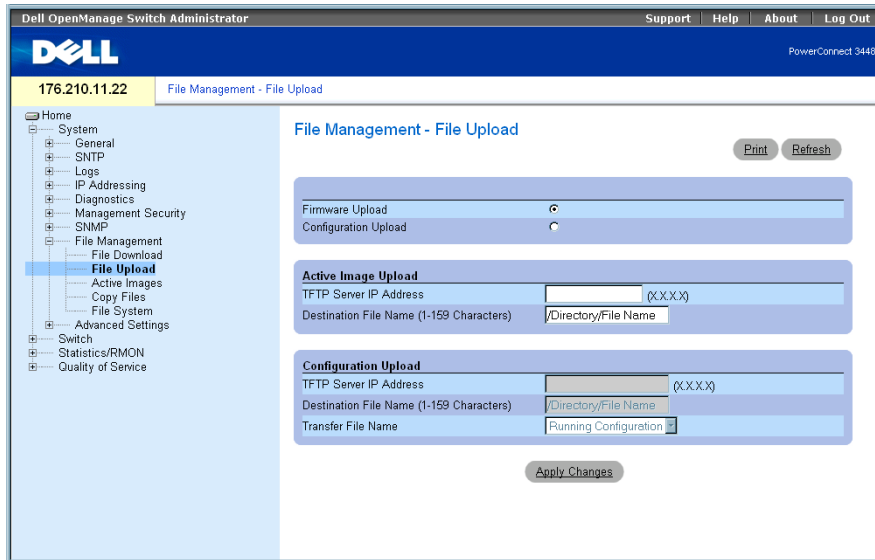 Dell OpenManage Switch Administrator
Support Help About Log Out
DELL
PowerConnect 3448
176.210.11.22
File Management - File Upload
Home
System
General
SNTP
Logs
IP Addressing
Diagnostics
Management Security
SNMP
File Management
File Download
File Upload
Active Images
Copy Files
File System
Advanced Settings
Switch
Statistics/RMON
Quality of Service
File Management - File Upload
Print Refresh
Firmware Upload
Configuration Upload
Active Image Upload
TFTP Server IP Address (X.X.X.X)
Destination File Name (1-159 Characters) /Directory/File Name
Configuration Upload
TFTP Server IP Address (X.X.X.X)
Destination File Name (1-159 Characters) /Directory/File Name
Transfer File Name Running Configuration
Apply Changes